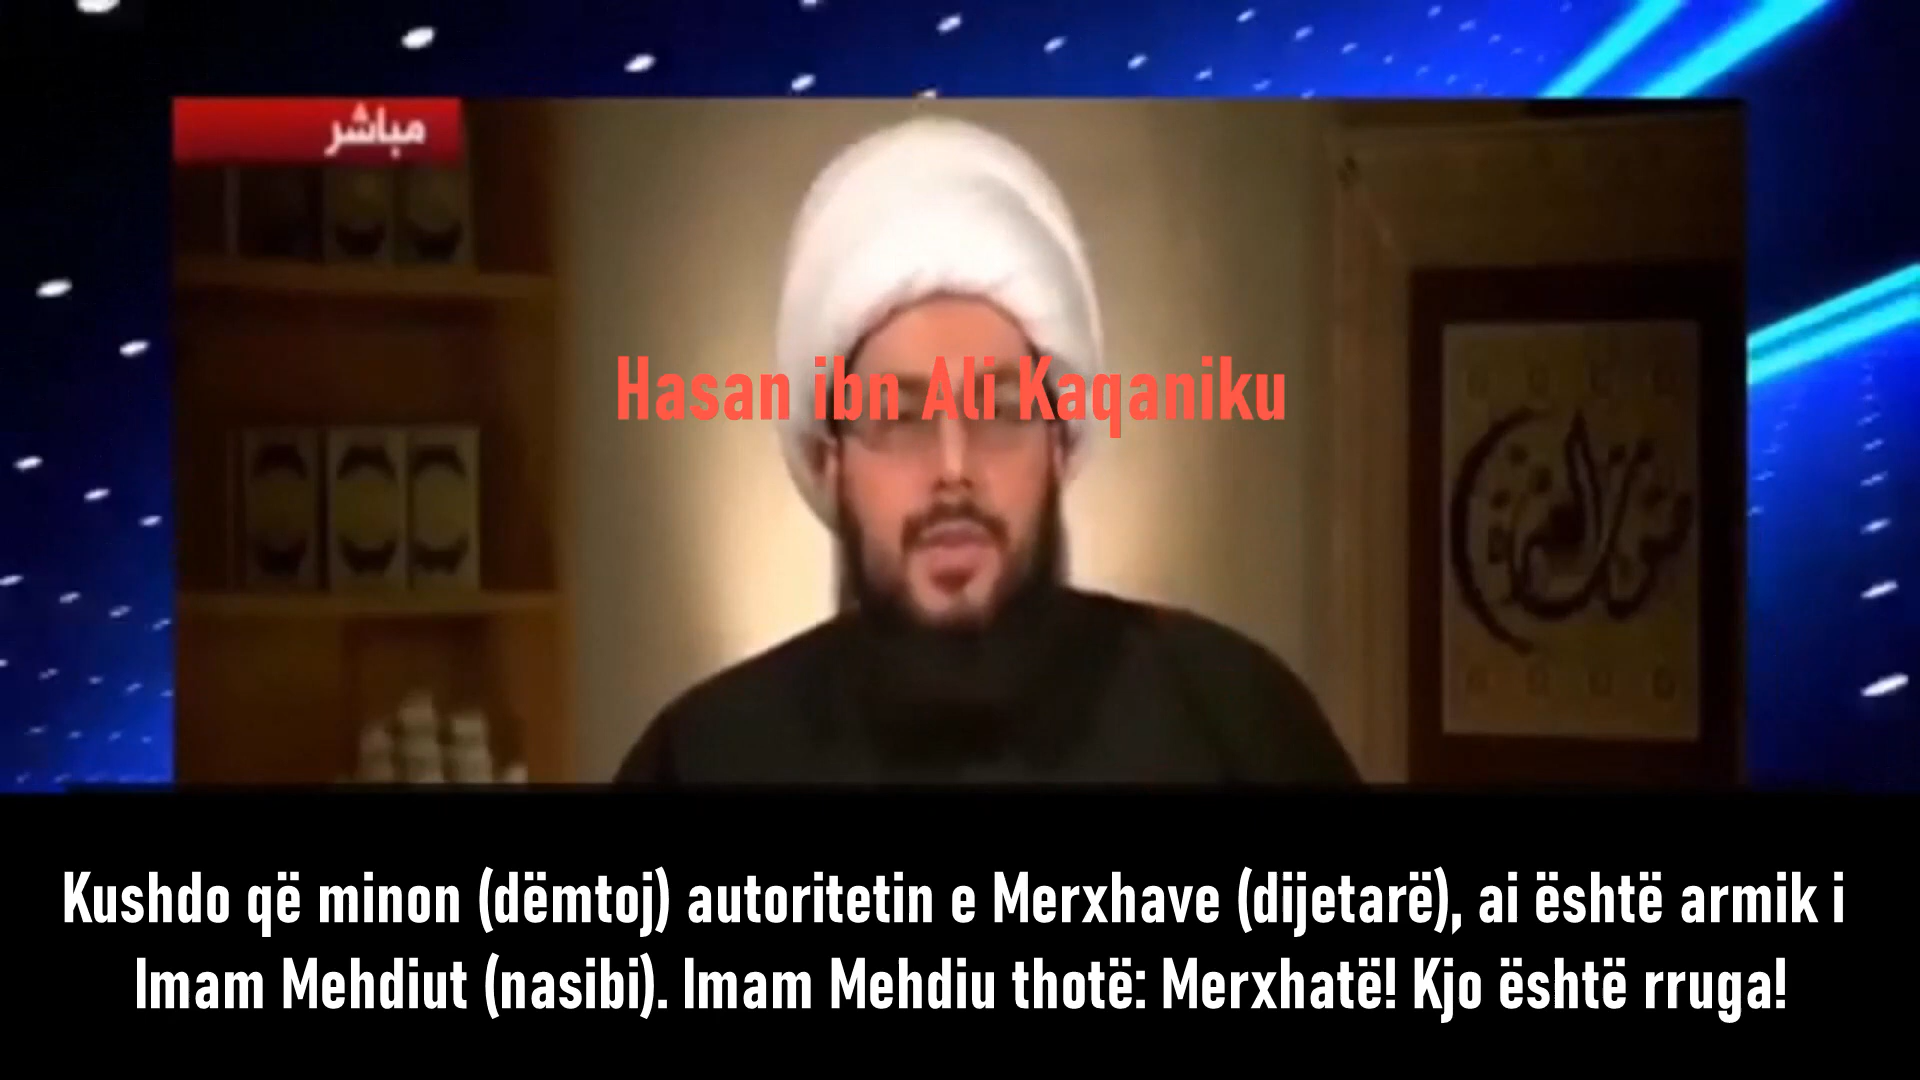 مباشر
Hasan ibn Ali Kaqaniku
Kushdo që minon (dëmtoj) autoritetin e Merxhave (dijetarë), ai është armik i
Imam Mehdiut (nasibi). Imam Mehdiu thotë: Merxhatë! Kjo është rruga!